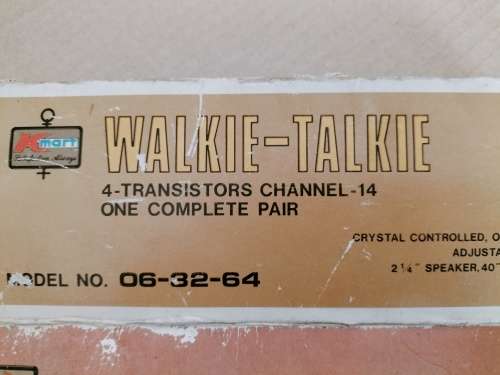 Kmart
WALKIE-TALKIE
4-TRANSISTORS CHANNEL-14
ONE COMPLETE PAIR
CRYSTAL CONTROLLED, O
ADJUSTA
2¼" SPEAKER, 40"
MODEL NO. 06-32-64